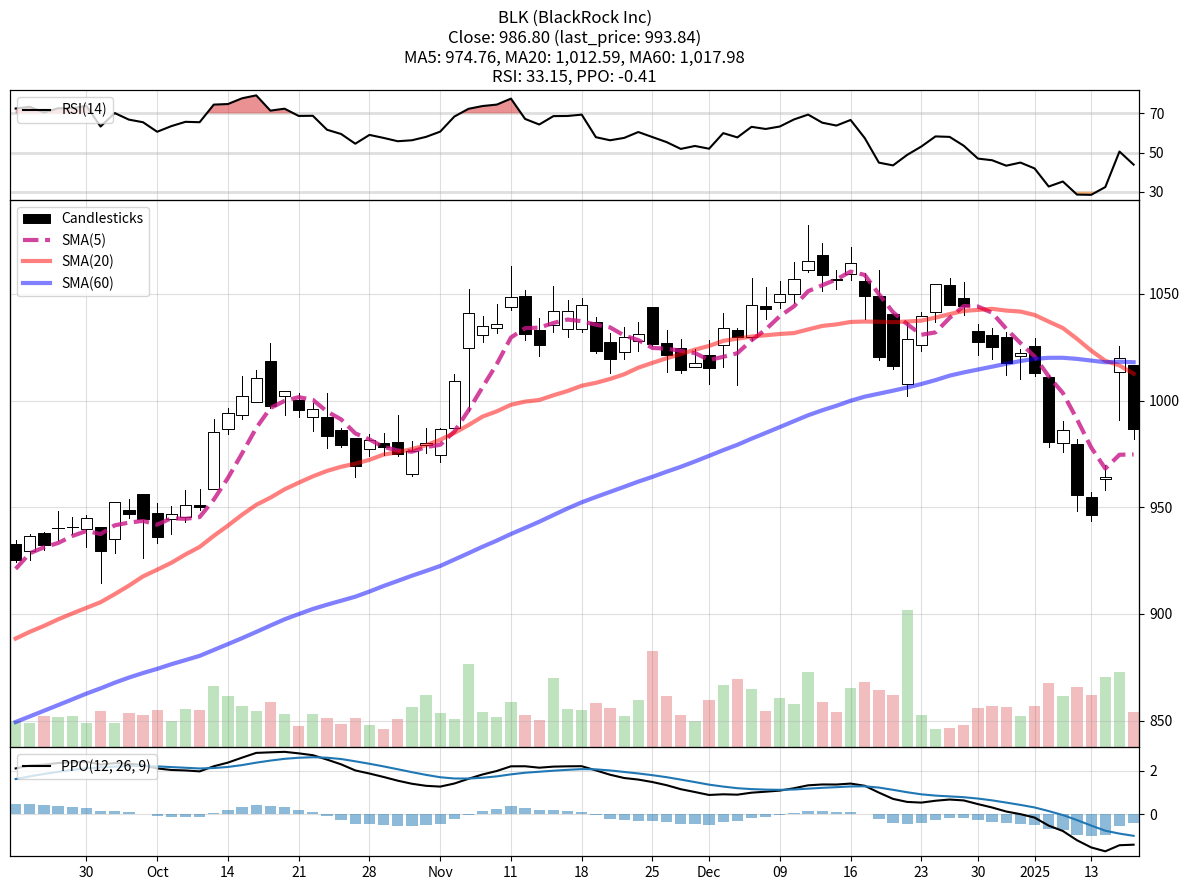 BLK (BlackRock Inc)
Close: 986.80 (last_price: 993.84)
MA5: 974.76, MA20: 1,012.59, MA60: 1,017.98
RSI: 33.15, PPO: -0.41
RSI(14)
70
50
30
Candlesticks
SMA(5)
SMA(20)
SMA(60)
1050
1000
950
900
850
PPO(12, 26, 9)
2
0
30 Oct 14 21 28 Nov 11 18 25 Dec 09 16 23 30 2025 13